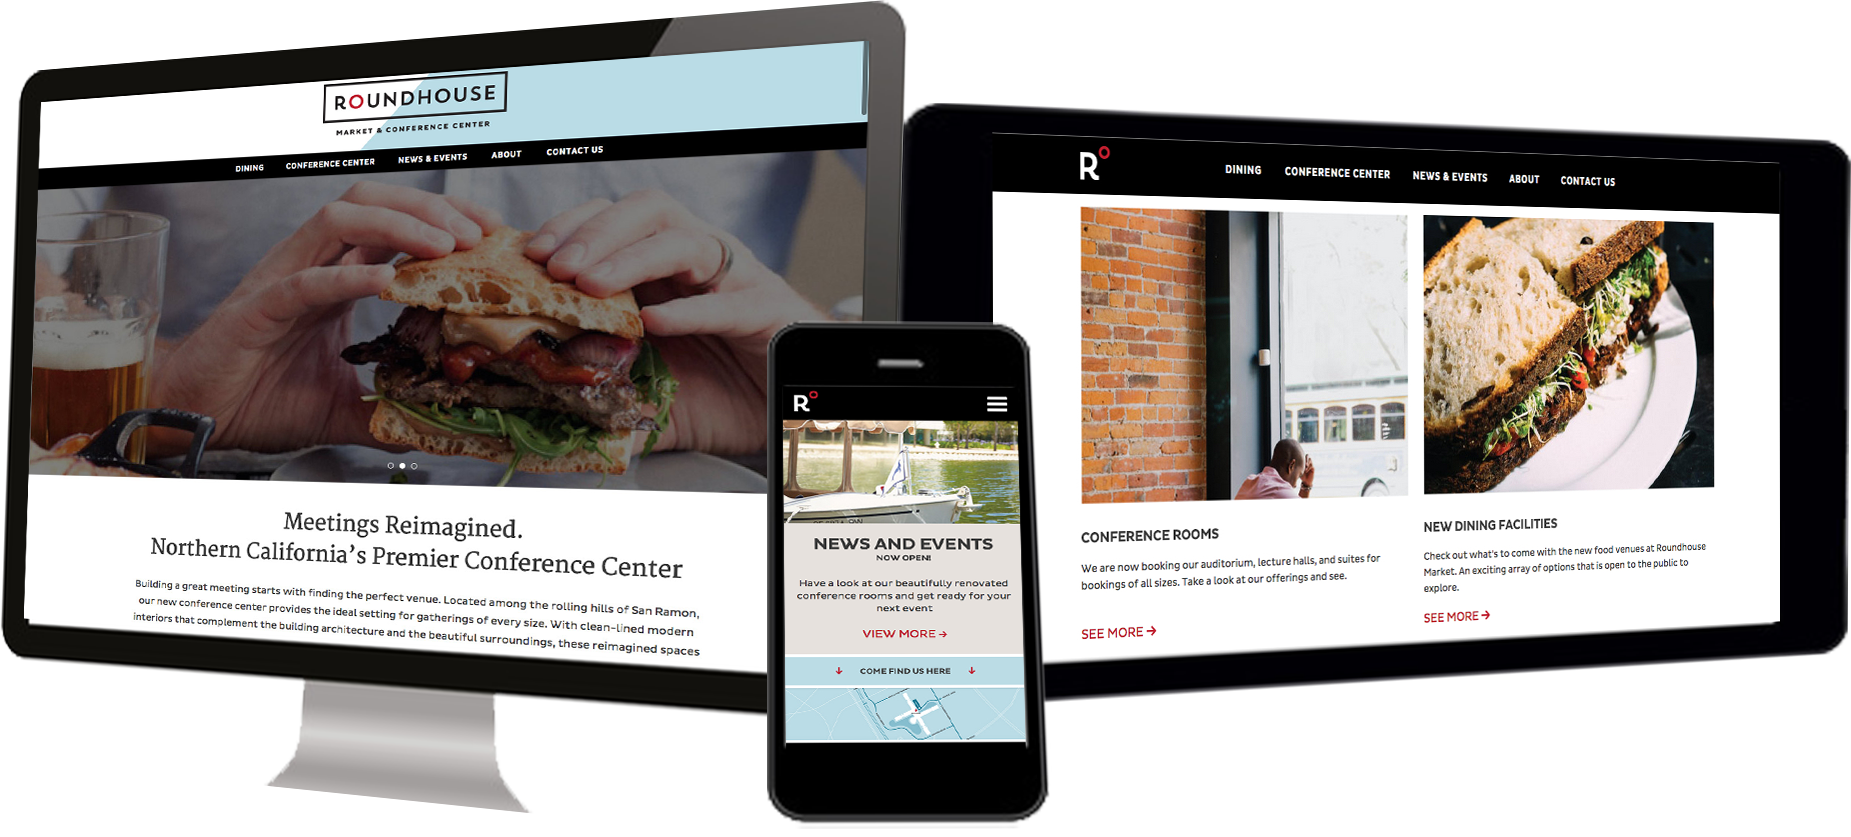 ROUNDHOUSE
MARKET & CONFERENCE CENTER
DINING CONFERENCE CENTER NEWS & EVENTS ABOUT CONTACT US
Meetings Reimagined.
Northern California's Premier Conference Center
Building a great meeting starts with finding the perfect venue. Located among the rolling hills of San Ramon,
our new conference center provides the ideal setting for gatherings of every size. With clean-lined modern
interiors that complement the building architecture and the beautiful surroundings, these reimagined spaces
R
NEWS AND EVENTS
NOW OPEN!
Have a look at our beautifully renovated
conference rooms and get ready for your
next event
VIEW MORE →
↓ COME FIND US HERE ↓
R
DINING CONFERENCE CENTER NEWS & EVENTS ABOUT CONTACT US
CONFERENCE ROOMS
We are now booking our auditorium, lecture halls, and suites for
bookings of all sizes. Take a look at our offerings and see.
SEE MORE →
NEW DINING FACILITIES
Check out what's to come with the new food venues at Roundhouse
Market. An exciting array of options that is open to the public to
explore.
SEE MORE →